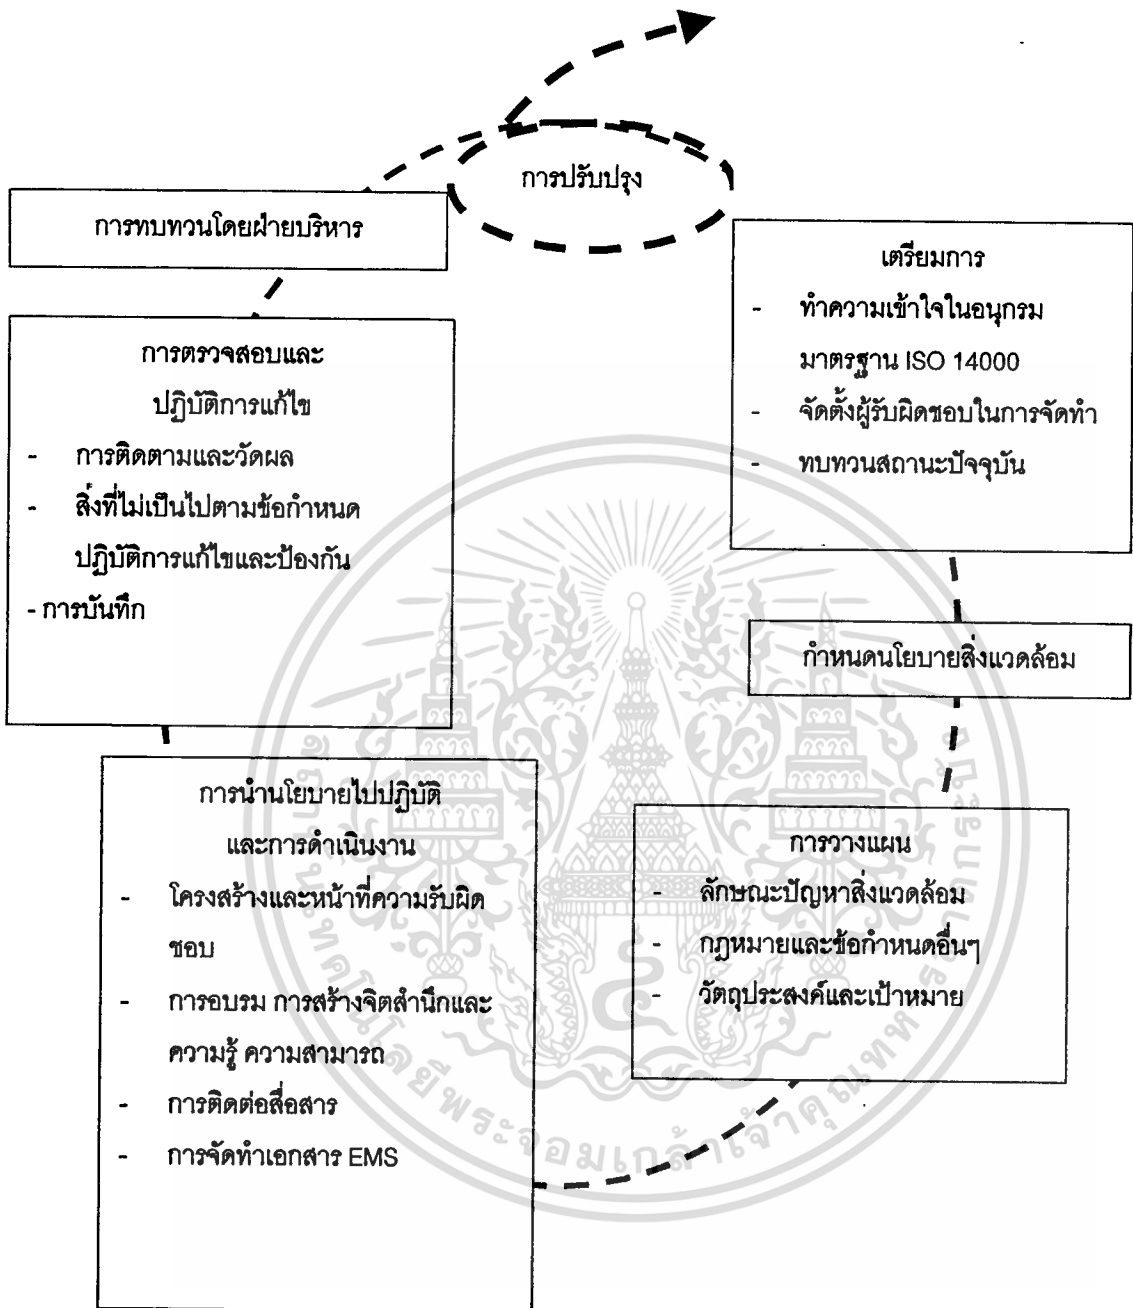 การปรับปรุง
การทบทวนโดยฝ่ายบริหาร
เตรียมการ
- ทำความเข้าใจในอนุกรม
มาตรฐาน ISO 14000
- จัดตั้งผู้รับผิดชอบในการจัดทำ
- ทบทวนสถานะปัจจุบัน
การตรวจสอบและ
ปฏิบัติการแก้ไข
- การติดตามและวัดผล
- สิ่งที่ไม่เป็นไปตามข้อกำหนด
ปฏิบัติการแก้ไขและป้องกัน
- การบันทึก
กำหนดนโยบายสิ่งแวดล้อม
การนำนโยบายไปปฏิบัติ
และการดำเนินงาน
- โครงสร้างและหน้าที่ความรับผิด
ชอบ
- การอบรม การสร้างจิตสำนึกและ
ความรู้ ความสามารถ
- การติดต่อสื่อสาร
- การจัดทำเอกสาร EMS
การวางแผน
- ลักษณะปัญหาสิ่งแวดล้อม
- กฎหมายและข้อกำหนดอื่นๆ
- วัตถุประสงค์และเป้าหมาย